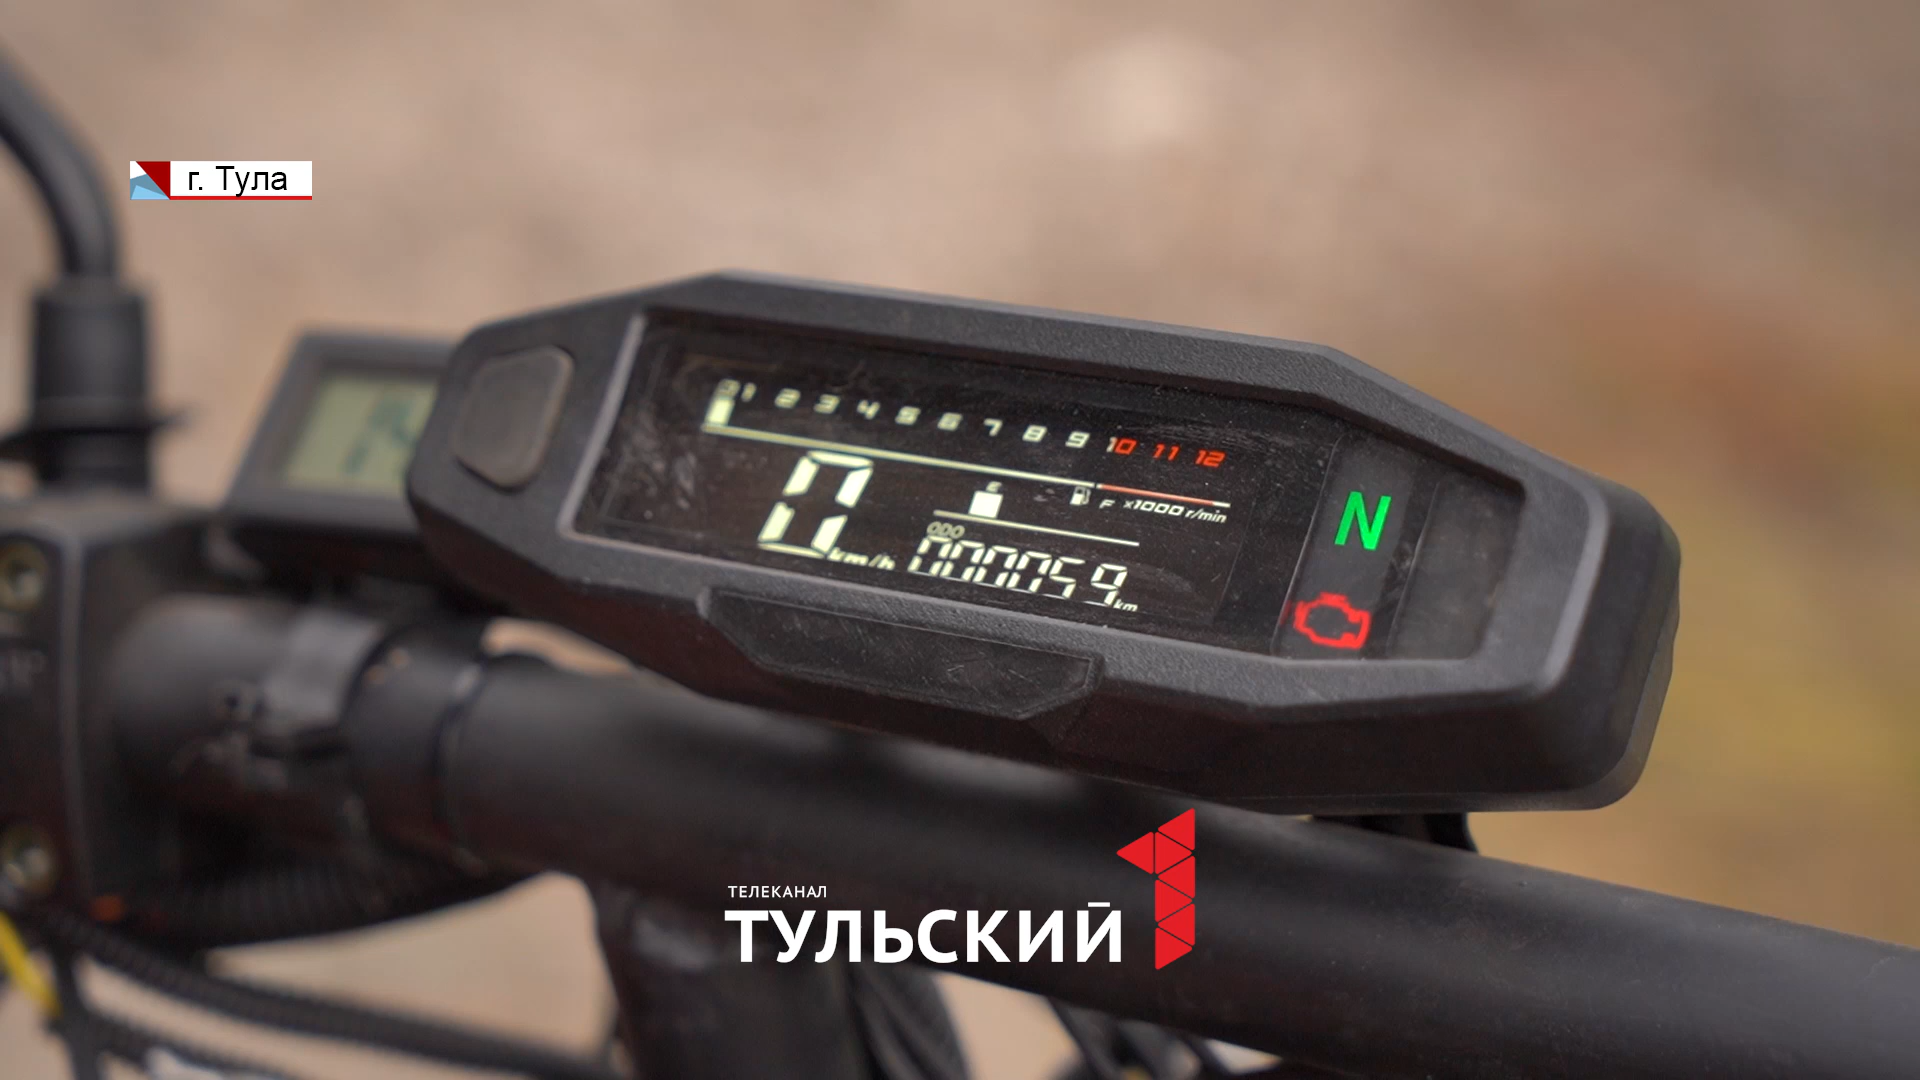 г. Тула
0 1 2 3 4 5 6 7 8 9 10 11 12
E F x1000 r/min
0 km/h
ODO
000059 km
N
ТЕЛЕКАНАЛ
ТУЛЬСКИЙ 1